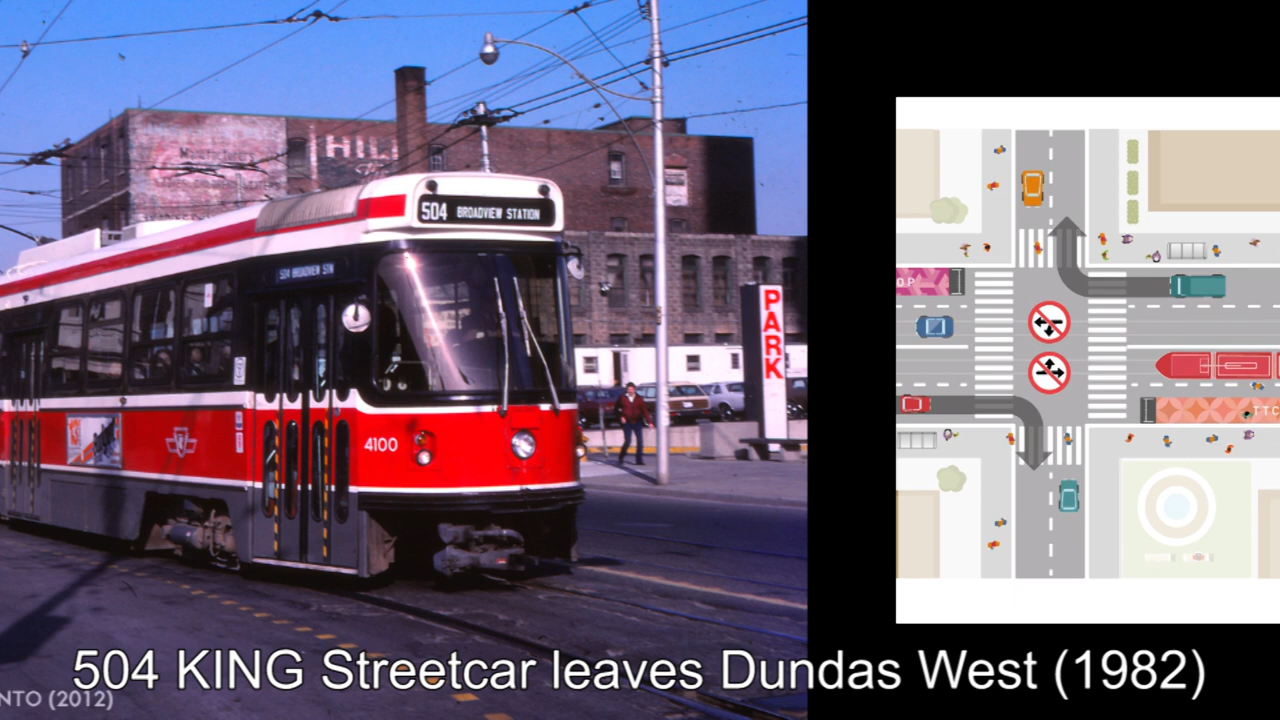 HILL
504 BROADVIEW STATION
504 BROADVIEW STN
PARK
4100
OP
TTC
504 KING Streetcar leaves Dundas West (1982)
NTO (2012)